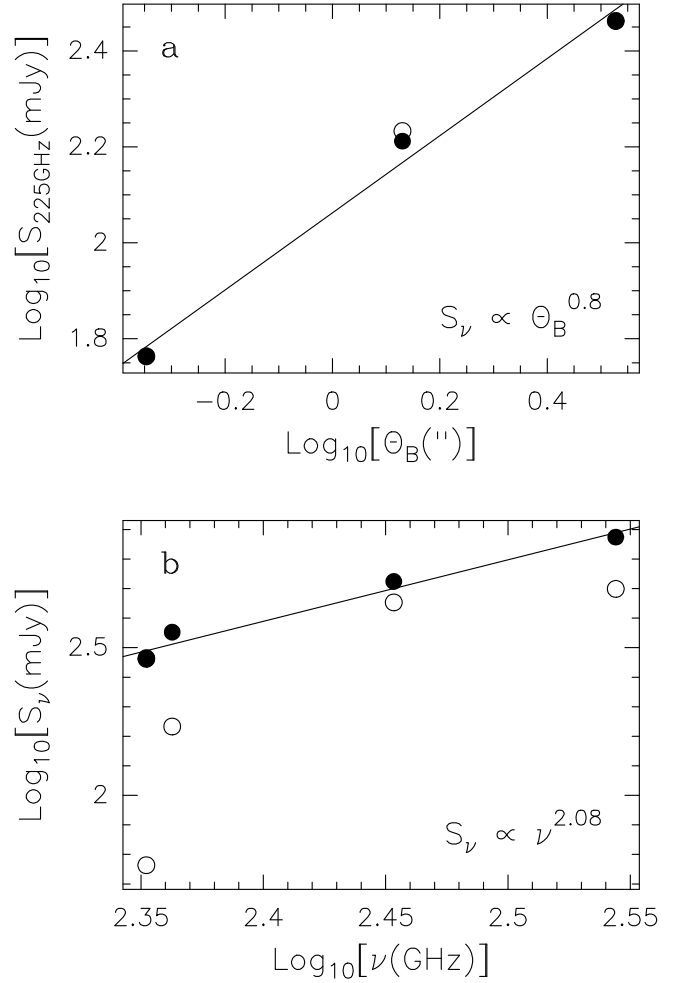 a
Log10[S225GHz(mJy)]
2.4
2.2
2
1.8
Sν ∝ ΘB^0.8
−0.2 0 0.2 0.4
Log10[ΘB('')]
b
Log10[Sν(mJy)]
2.5
2
Sν ∝ ν^2.08
2.35 2.4 2.45 2.5 2.55
Log10[ν(GHz)]